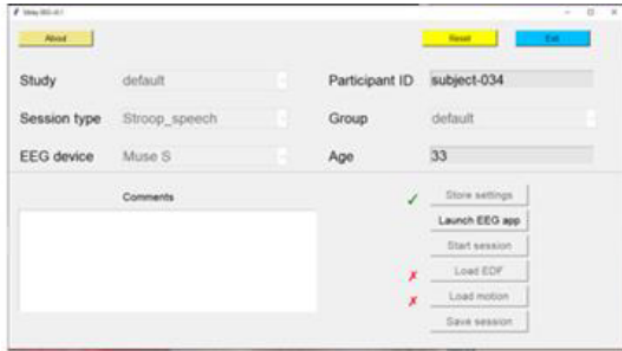 About
Reset
Exit
Study
default
Participant ID
subject-034
Session type
Stroop_speech
Group
default
EEG device
Muse S
Age
33
Comments
✓
Store settings
Launch EEG app
Start session
✗
Load EDF
✗
Load motion
Save session